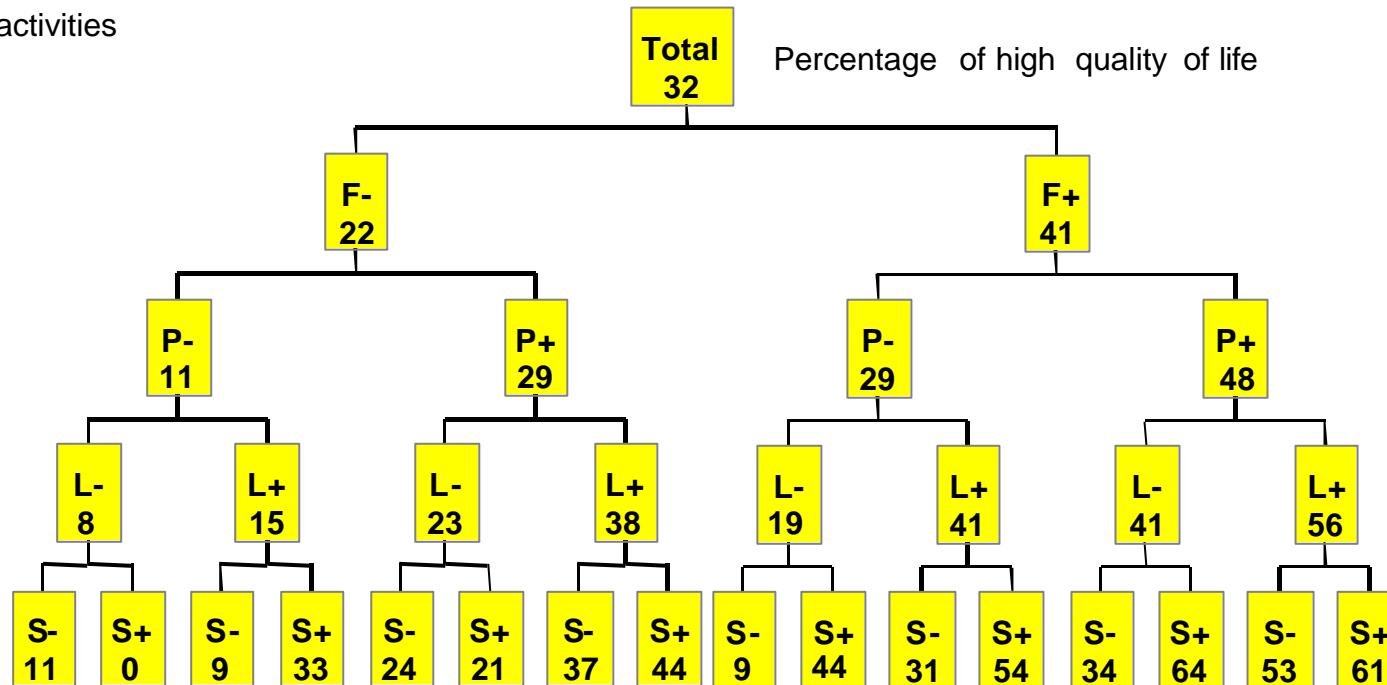 activities
Total
32
Percentage of high quality of life
F-
22
F+
41
P-
11
P+
29
P-
29
P+
48
L-
8
L+
15
L-
23
L+
38
L-
19
L+
41
L-
41
L+
56
S-
11
S+
0
S-
9
S+
33
S-
24
S+
21
S-
37
S+
44
S-
9
S+
44
S-
31
S+
54
S-
34
S+
64
S-
53
S+
61